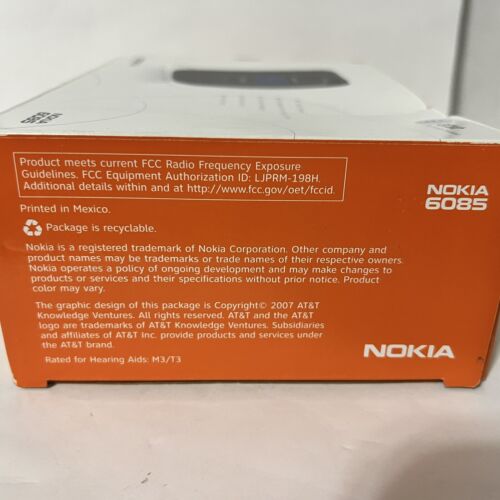 NOKIA
6085
Product meets current FCC Radio Frequency Exposure
Guidelines. FCC Equipment Authorization ID: LJPRM-198H.
Additional details within and at http://www.fcc.gov/oet/fccid.
NOKIA
6085
Printed in Mexico.
Package is recyclable.
Nokia is a registered trademark of Nokia Corporation. Other company and
product names may be trademarks or trade names of their respective owners.
Nokia operates a policy of ongoing development and may make changes to
products or services and their specifications without prior notice. Product
color may vary.
The graphic design of this package is Copyright© 2007 AT&T
Knowledge Ventures. All rights reserved. AT&T and the AT&T
logo are trademarks of AT&T Knowledge Ventures. Subsidiaries
and affiliates of AT&T Inc. provide products and services under
the AT&T brand.
NOKIA
Rated for Hearing Aids: M3/T3